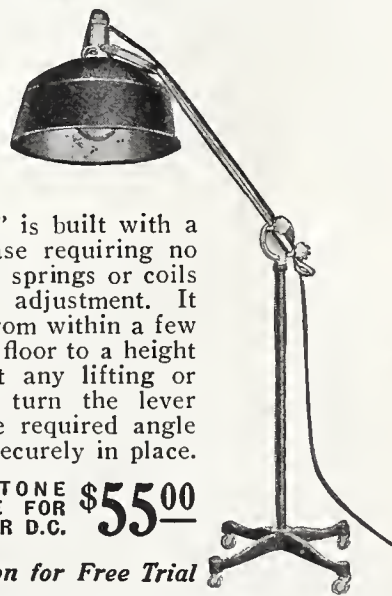 ” is built with a
se requiring no
springs or coils
adjustment. It
rom within a few
floor to a height
t any lifting or
turn the lever
e required angle
securely in place.
TONE
E FOR
R D.C. $55.00
on for Free Trial